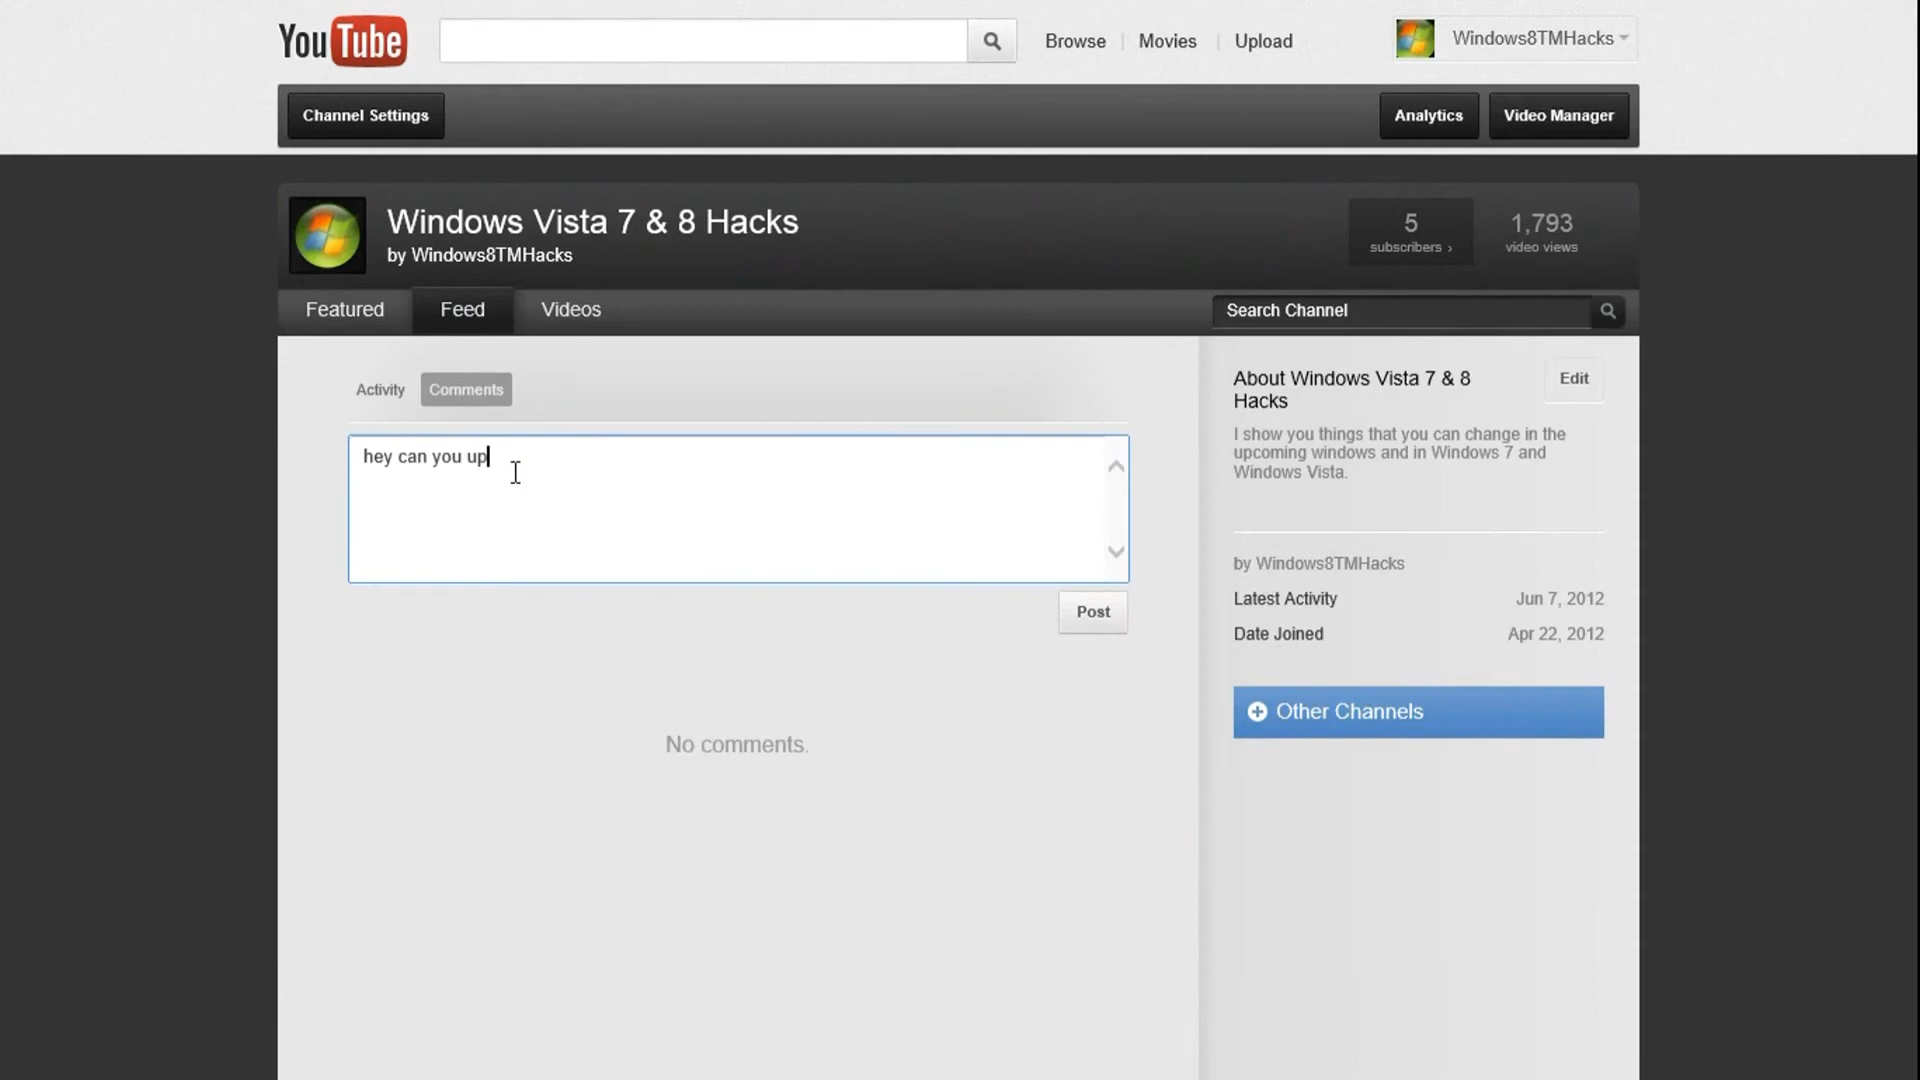 YouTube
Browse
Movies
Upload
Windows8TMHacks
Channel Settings
Analytics
Video Manager
Windows Vista 7 & 8 Hacks
by Windows8TMHacks
5
subscribers ›
1,793
video views
Featured
Feed
Videos
Search Channel
Activity
Comments
hey can you up
Post
No comments.
About Windows Vista 7 & 8
Hacks
Edit
I show you things that you can change in the
upcoming windows and in Windows 7 and
Windows Vista.
by Windows8TMHacks
Latest Activity Jun 7, 2012
Date Joined Apr 22, 2012
Other Channels